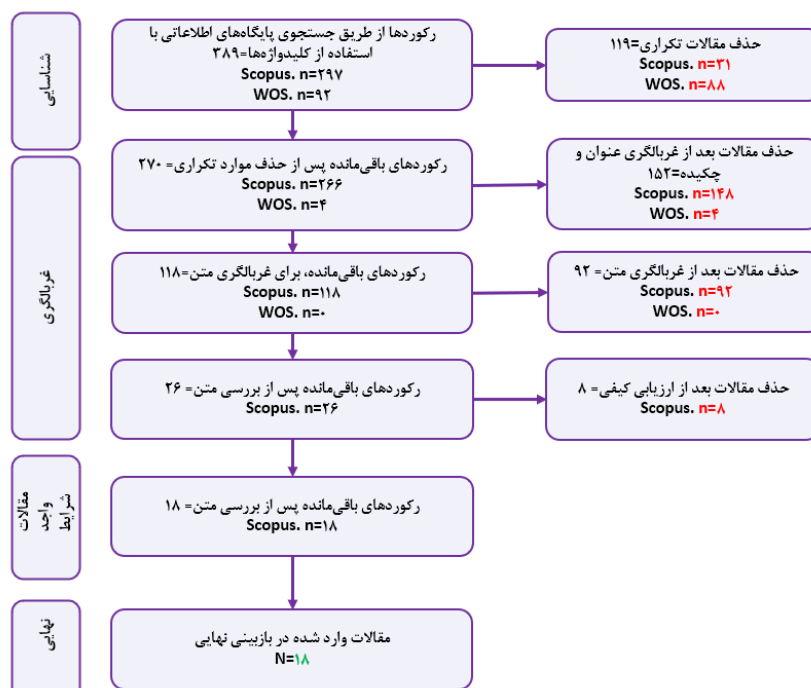 شناسایی
رکوردها از طریق جستجوی پایگاه‌های اطلاعاتی با
استفاده از کلیدواژه‌ها=۳۸۹
Scopus. n=۲۹۷
WOS. n=۹۲
حذف مقالات تکراری=۱۱۹
Scopus. n=۳۱
WOS. n=۸۸
غربالگری
رکوردهای باقی‌مانده پس از حذف موارد تکراری= ۲۷۰
Scopus. n=۲۶۶
WOS. n=۴
حذف مقالات بعد از غربالگری عنوان و
چکیده=۱۵۲
Scopus. n=۱۴۸
WOS. n=۴
رکوردهای باقی‌مانده، برای غربالگری متن=۱۱۸
Scopus. n=۱۱۸
WOS. n=۰
حذف مقالات بعد از غربالگری متن= ۹۲
Scopus. n=۹۲
WOS. n=۰
رکوردهای باقی‌مانده پس از بررسی متن= ۲۶
Scopus. n=۲۶
حذف مقالات بعد از ارزیابی کیفی= ۸
Scopus. n=۸
مقالات
واجد
شرایط
رکوردهای باقی‌مانده پس از بررسی متن= ۱۸
Scopus. n=۱۸
نهایی
مقالات وارد شده در بازبینی نهایی
N=۱۸